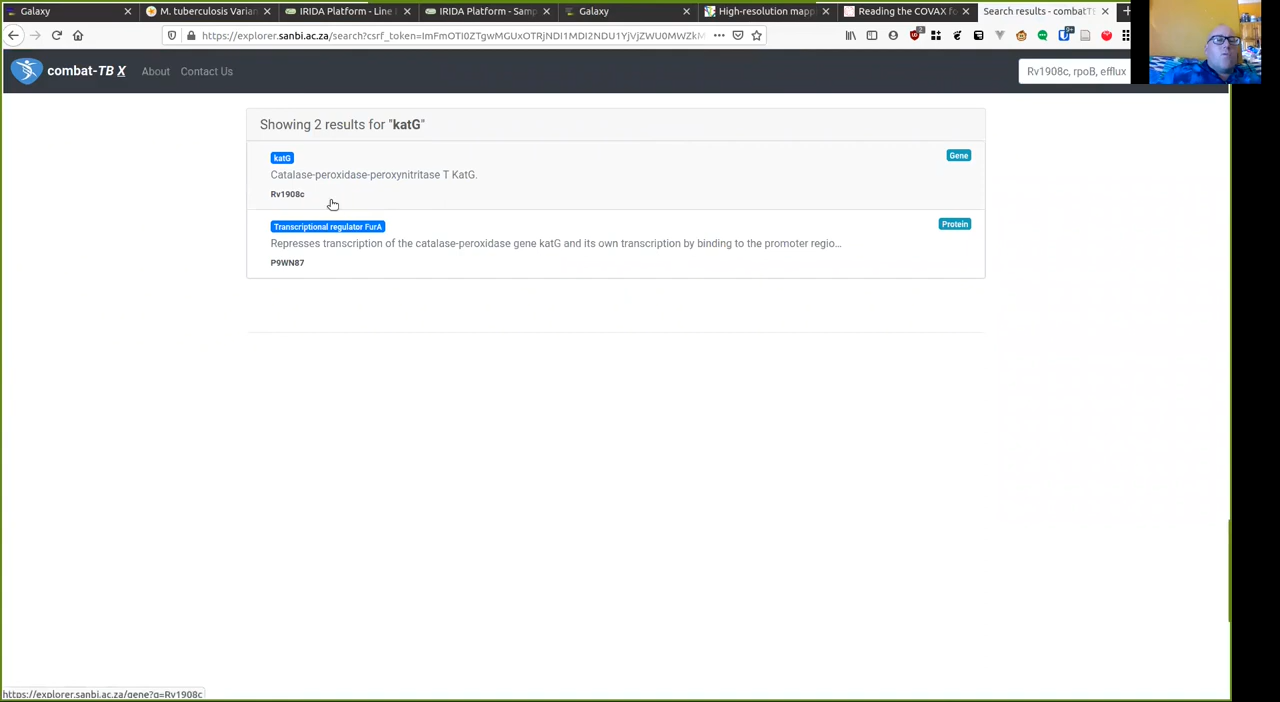 Galaxy
M. tuberculosis Varian
IRIDA Platform - Line
IRIDA Platform - Samp
Galaxy
High-resolution mapp
Reading the COVAX fo
Search results - combatTB
https://explorer.sanbi.ac.za/search?csrf_token=
combat-TB X
About
Contact Us
Rv1908c, rpoB, efflux
Showing 2 results for "katG"
katG
Gene
Catalase-peroxidase-peroxynitritase T KatG.
Rv1908c
Transcriptional regulator FurA
Protein
Represses transcription of the catalase-peroxidase gene katG and its own transcription by binding to the promoter regio...
P9WN87
https://explorer.sanbi.ac.za/gene?q=Rv1908c